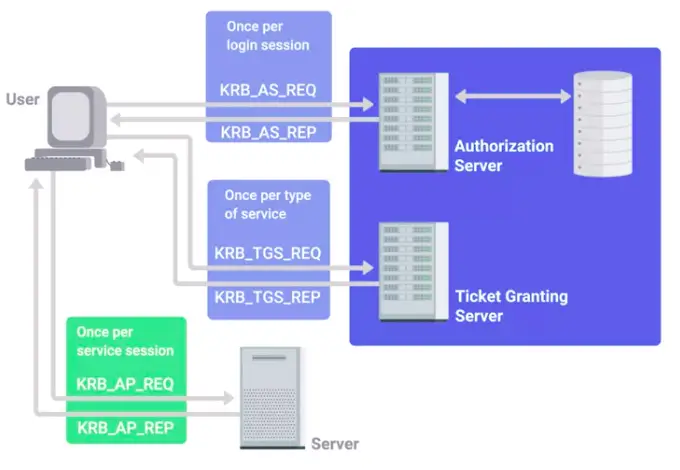 Once per
login session
User
KRB_AS_REQ
KRB_AS_REP
Authorization
Server
Once per type
of service
KRB_TGS_REQ
KRB_TGS_REP
Ticket Granting
Server
Once per
service session
KRB_AP_REQ
KRB_AP_REP
Server